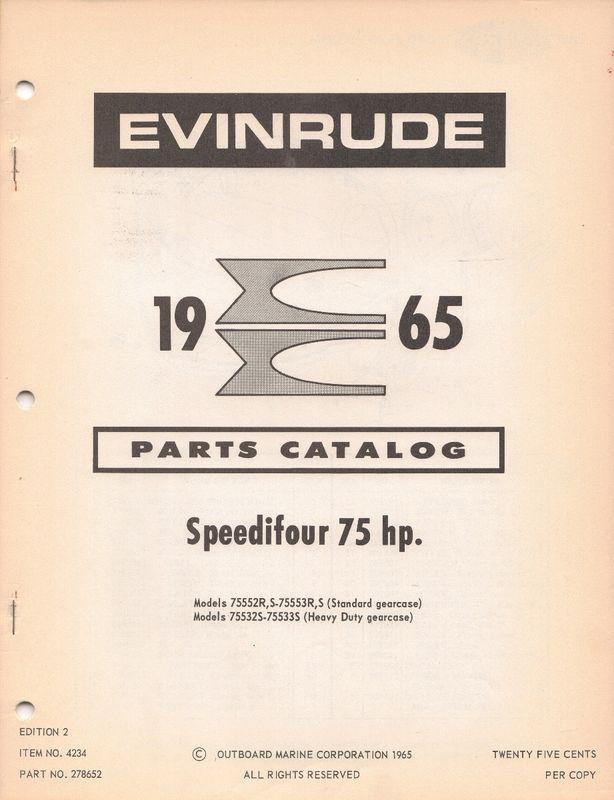 EVINRUDE
19 65
PARTS CATALOG
Speedifour 75 hp.
Models 75552R,S-75553R,S (Standard gearcase)
Models 75532S-75533S (Heavy Duty gearcase)
EDITION 2
ITEM NO. 4234 © OUTBOARD MARINE CORPORATION 1965 TWENTY FIVE CENTS
PART NO. 278652 ALL RIGHTS RESERVED PER COPY